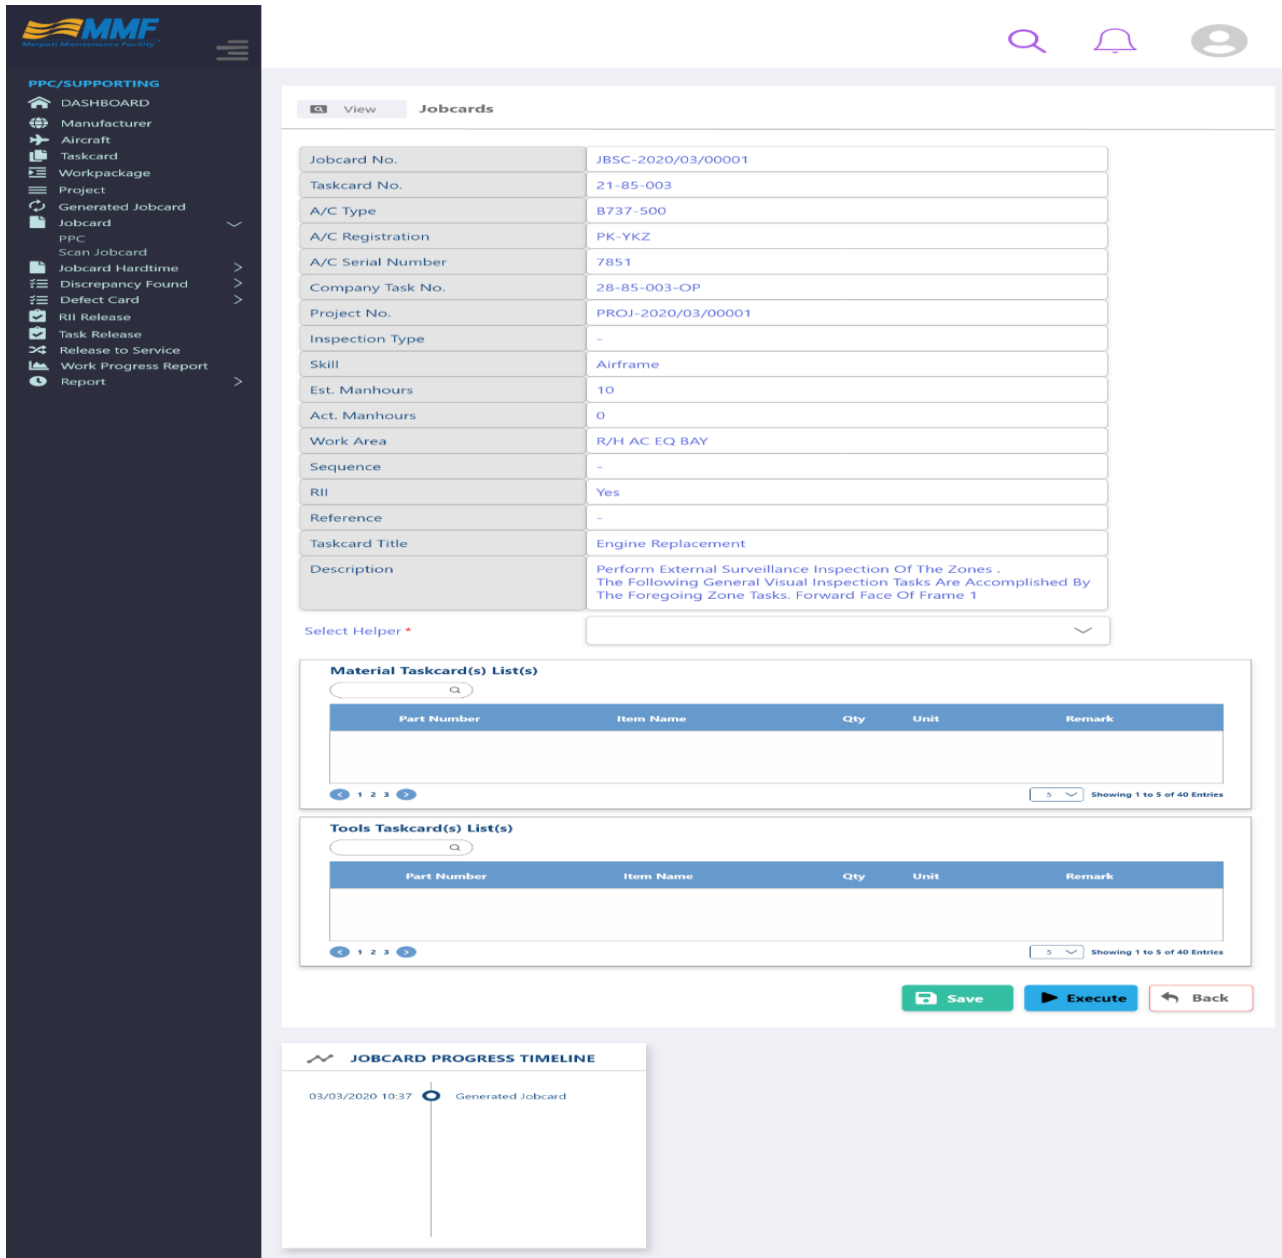 MMF
Merpati Maintenance Facility
PPC/SUPPORTING
DASHBOARD
Manufacturer
Aircraft
Taskcard
Workpackage
Project
Generated Jobcard
Jobcard
PPC
Scan Jobcard
Jobcard Hardtime
Discrepancy Found
Defect Card
RII Release
Task Release
Release to Service
Work Progress Report
Report
View Jobcards
Jobcard No. JBSC-2020/03/00001
Taskcard No. 21-85-003
A/C Type B737-500
A/C Registration PK-YKZ
A/C Serial Number 7851
Company Task No. 28-85-003-OP
Project No. PROJ-2020/03/00001
Inspection Type -
Skill Airframe
Est. Manhours 10
Act. Manhours 0
Work Area R/H AC EQ BAY
Sequence -
RII Yes
Reference -
Taskcard Title Engine Replacement
Description Perform External Surveillance Inspection Of The Zones .
The Following General Visual Inspection Tasks Are Accomplished By
The Foregoing Zone Tasks. Forward Face Of Frame 1
Select Helper *
Material Taskcard(s) List(s)
Part Number Item Name Qty Unit Remark
< 1 2 3 > 5 Showing 1 to 5 of 40 Entries
Tools Taskcard(s) List(s)
Part Number Item Name Qty Unit Remark
< 1 2 3 > 5 Showing 1 to 5 of 40 Entries
Save Execute Back
JOBCARD PROGRESS TIMELINE
03/03/2020 10:37 Generated Jobcard